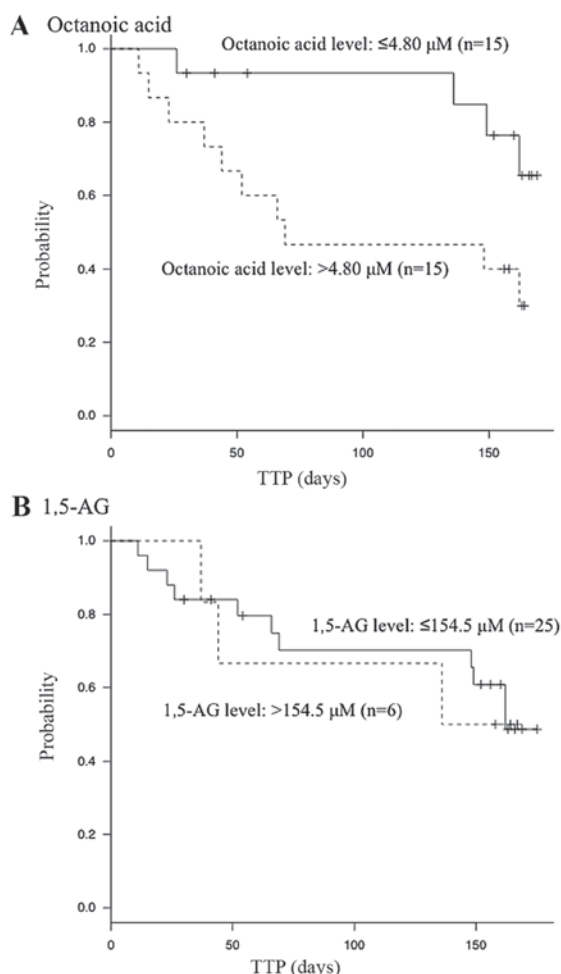 A Octanoic acid
1.0
Octanoic acid level: ≤4.80 μM (n=15)
0.8
0.6
Probability
0.4
Octanoic acid level: >4.80 μM (n=15)
0.2
0.0
0 50 100 150
TTP (days)
B 1,5-AG
1.0
0.8
1,5-AG level: ≤154.5 μM (n=25)
0.6
1,5-AG level: >154.5 μM (n=6)
Probability
0.4
0.2
0.0
0 50 100 150
TTP (days)